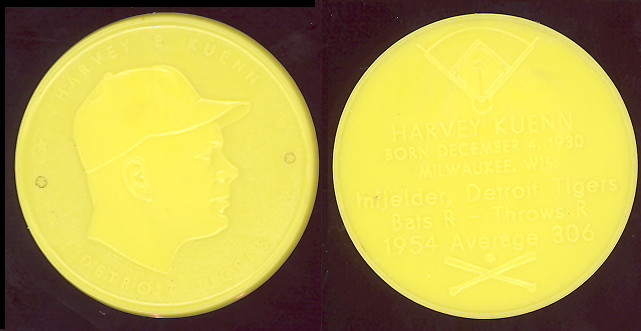 HARVEY E KUENN
DETROIT TIGERS
HARVEY KUENN
BORN DECEMBER 4, 1930
MILWAUKEE, WIS.
Infielder, Detroit Tigers
Bats R - Throws R
1954 Average 306